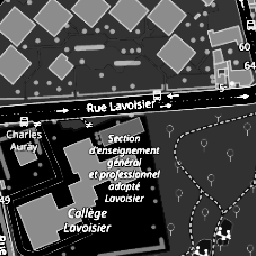 60
64
5
Rue Lavoisier
Charles
Auray
Section
d'enseignement
général
et professionnel
adapté
Lavoisier
49
Collège
Lavoisier